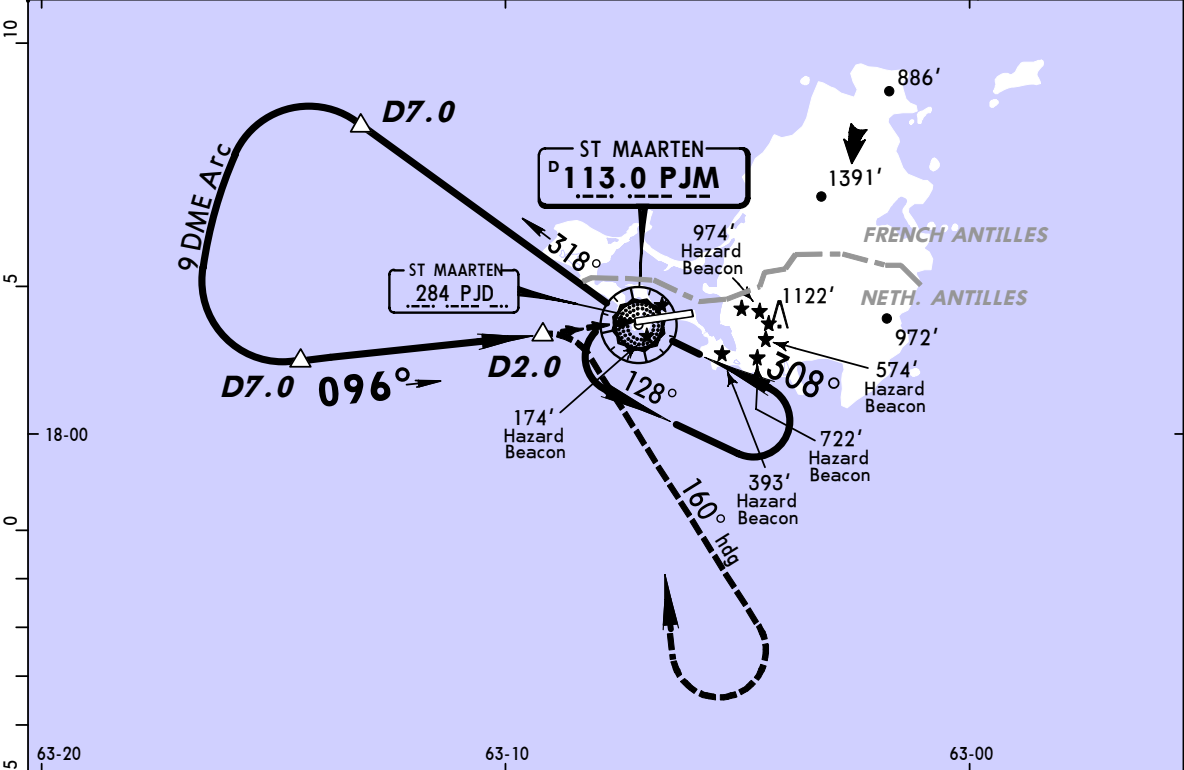 10
886'
D7.0
ST MAARTEN
D 113.0 PJM
1391'
9 DME Arc
318°
974'
Hazard
Beacon
FRENCH ANTILLES
5
ST MAARTEN
284 PJD
1122'
NETH. ANTILLES
972'
D2.0
D7.0
096°
128°
308°
574'
Hazard
Beacon
174'
Hazard
Beacon
18-00
722'
Hazard
Beacon
393'
Hazard
Beacon
160° hdg
0
5
63-20
63-10
63-00